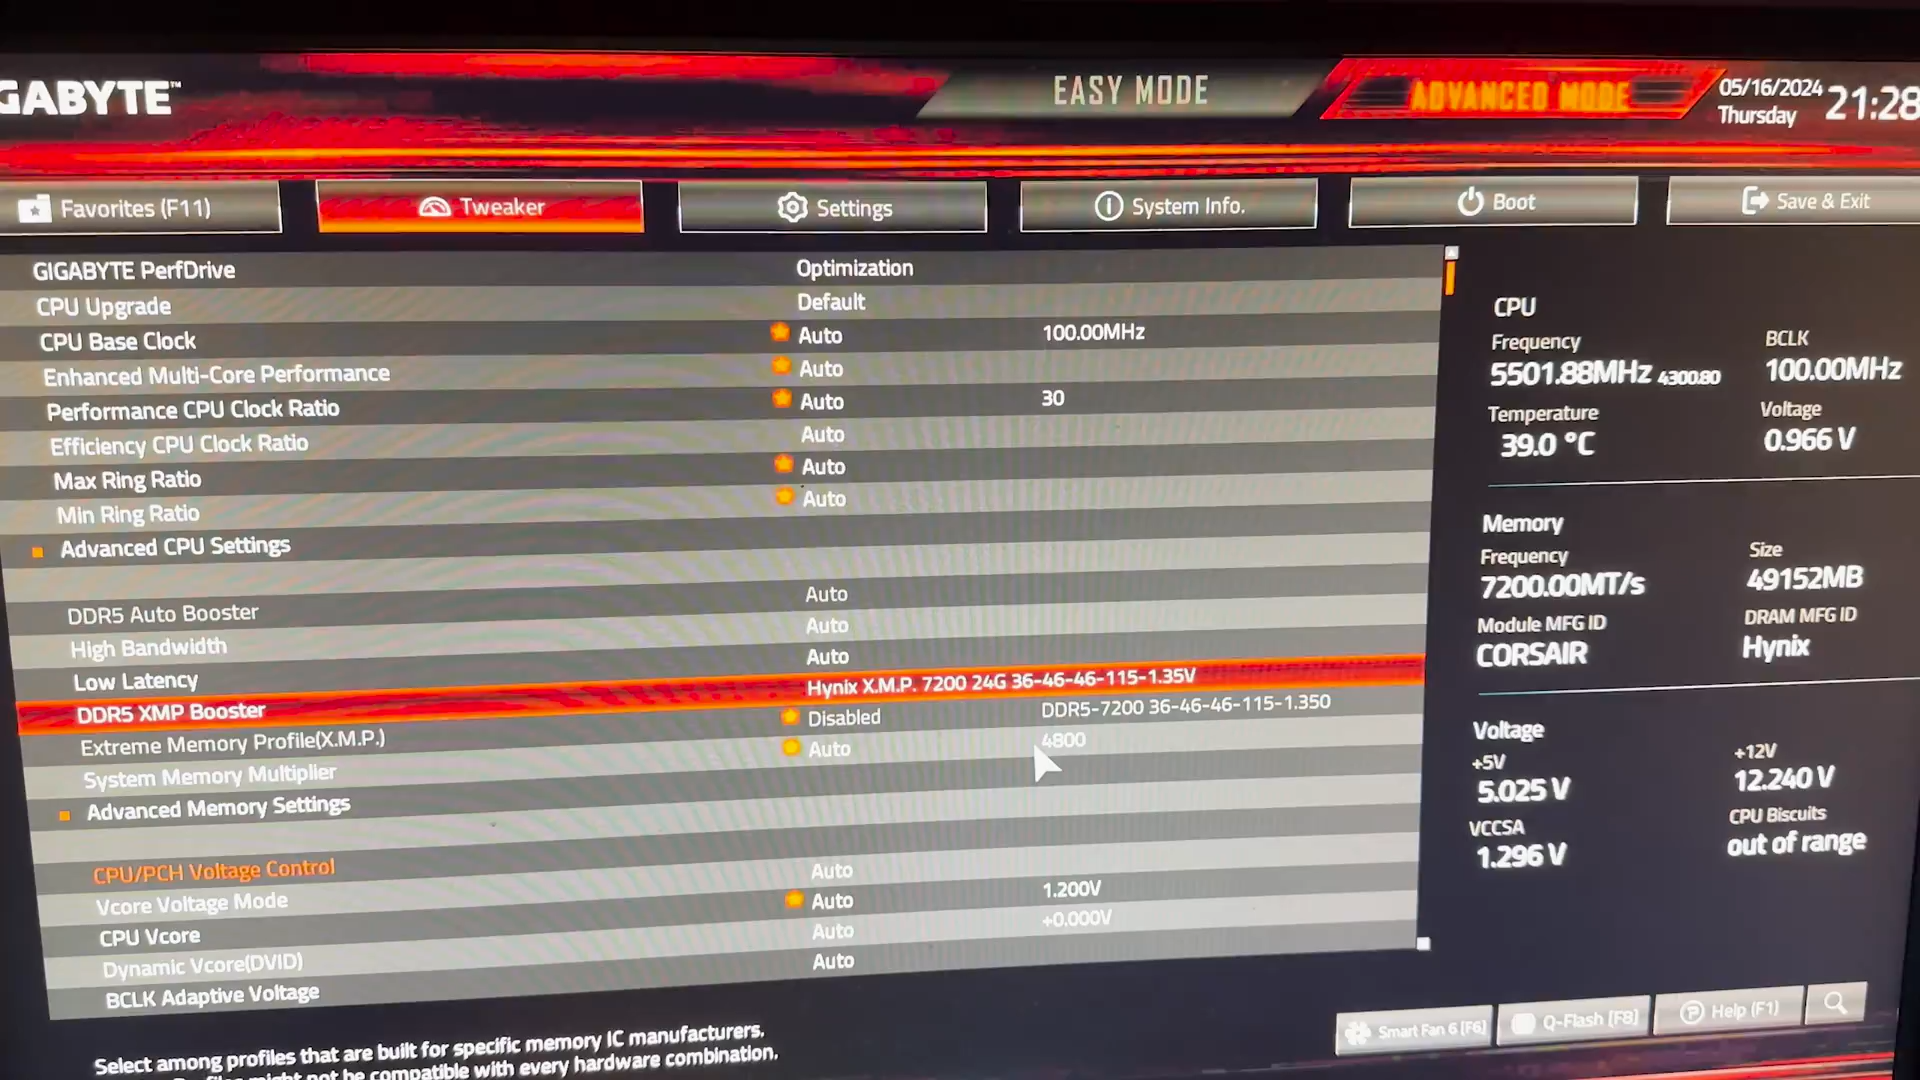 GABYTE™
EASY MODE
ADVANCED MODE
05/16/2024
Thursday
21:28
Favorites (F11)
Tweaker
Settings
System Info.
Boot
Save & Exit
GIGABYTE PerfDrive
Optimization
CPU Upgrade
Default
CPU Base Clock
Auto
100.00MHz
Enhanced Multi-Core Performance
Auto
Performance CPU Clock Ratio
Auto
30
Efficiency CPU Clock Ratio
Auto
Max Ring Ratio
Auto
Min Ring Ratio
Auto
Advanced CPU Settings
DDR5 Auto Booster
Auto
High Bandwidth
Auto
Low Latency
Auto
DDR5 XMP Booster
Hynix X.M.P. 7200 24G 36-46-46-115-1.35V
Extreme Memory Profile(X.M.P.)
Disabled
DDR5-7200 36-46-46-115-1.350
System Memory Multiplier
Auto
4800
Advanced Memory Settings
CPU/PCH Voltage Control
Vcore Voltage Mode
Auto
CPU Vcore
Auto
1.200V
Dynamic Vcore(DVID)
Auto
+0.000V
BCLK Adaptive Voltage
Auto
Select among profiles that are built for specific memory IC manufacturers.
might not be compatible with every hardware combination.
CPU
Frequency
BCLK
5501.88MHz 4300.80
100.00MHz
Temperature
Voltage
39.0 °C
0.966 V
Memory
Frequency
Size
7200.00MT/s
49152MB
Module MFG ID
DRAM MFG ID
CORSAIR
Hynix
Voltage
+5V
+12V
5.025 V
12.240 V
VCCSA
CPU Biscuits
1.296 V
out of range
Smart Fan 6 [F6]
Q-Flash [F8]
Help (F1)